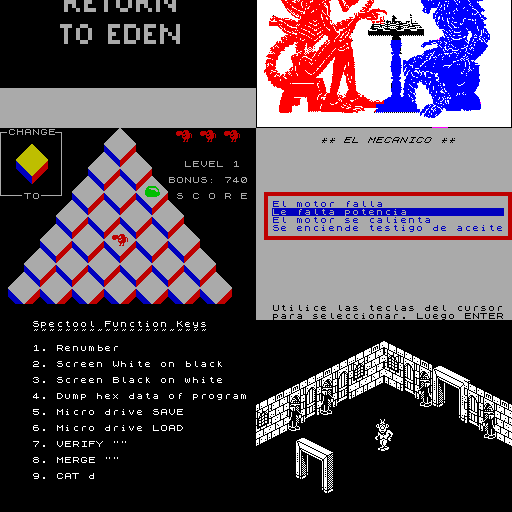 RETURN
TO EDEN
CHANGE
TO
LEVEL 1
BONUS: 740
SCORE
** EL MECANICO **
El motor falla
Le falta potencia
El motor se calienta
Se enciende testigo de aceite
Utilice las teclas del cursor
para seleccionar. Luego ENTER
Spectool Function Keys
1. Renumber
2. Screen White on black
3. Screen Black on white
4. Dump hex data of program
5. Micro drive SAVE
6. Micro drive LOAD
7. VERIFY ""
8. MERGE ""
9. CAT d